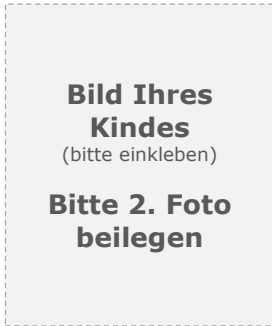 Bild Ihres
Kindes
(bitte einkleben)
Bitte 2. Foto
beilegen